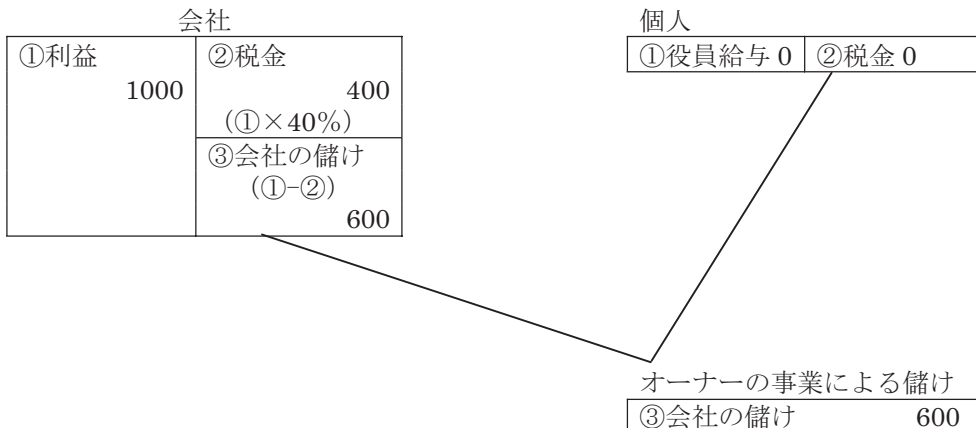 会社
①利益
1000
②税金
400
(①×40%)
③会社の儲け
(①-②)
600
個人
①役員給与 0
②税金 0
オーナーの事業による儲け
③会社の儲け 600